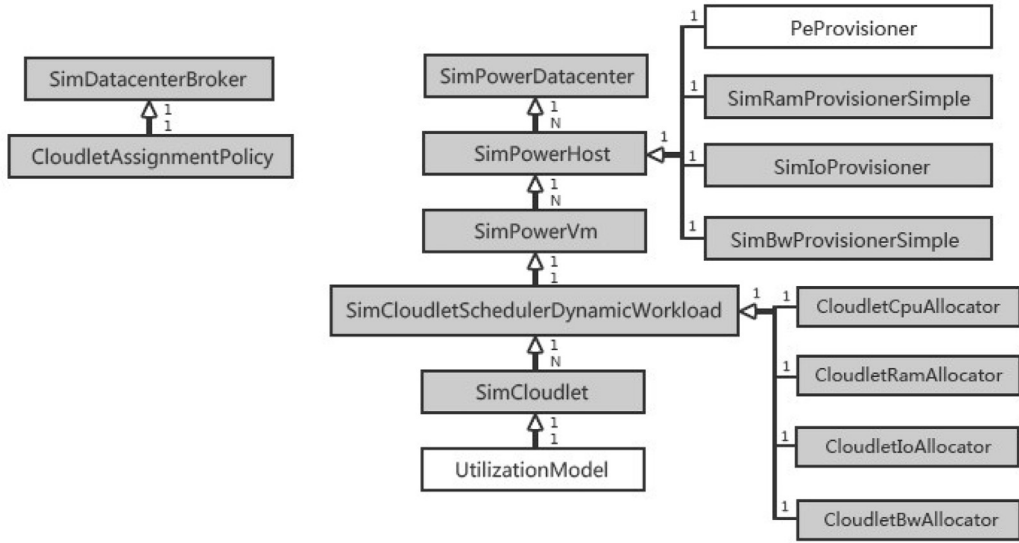 SimDatacenterBroker
1
1
CloudletAssignmentPolicy
SimPowerDatacenter
1
N
SimPowerHost
1
N
SimPowerVm
1
1
SimCloudletSchedulerDynamicWorkload
1
N
SimCloudlet
1
1
UtilizationModel
1
1
PeProvisioner
1
SimRamProvisionerSimple
1
SimIoProvisioner
1
SimBwProvisionerSimple
1
1
CloudletCpuAllocator
1
CloudletRamAllocator
1
CloudletIoAllocator
1
CloudletBwAllocator